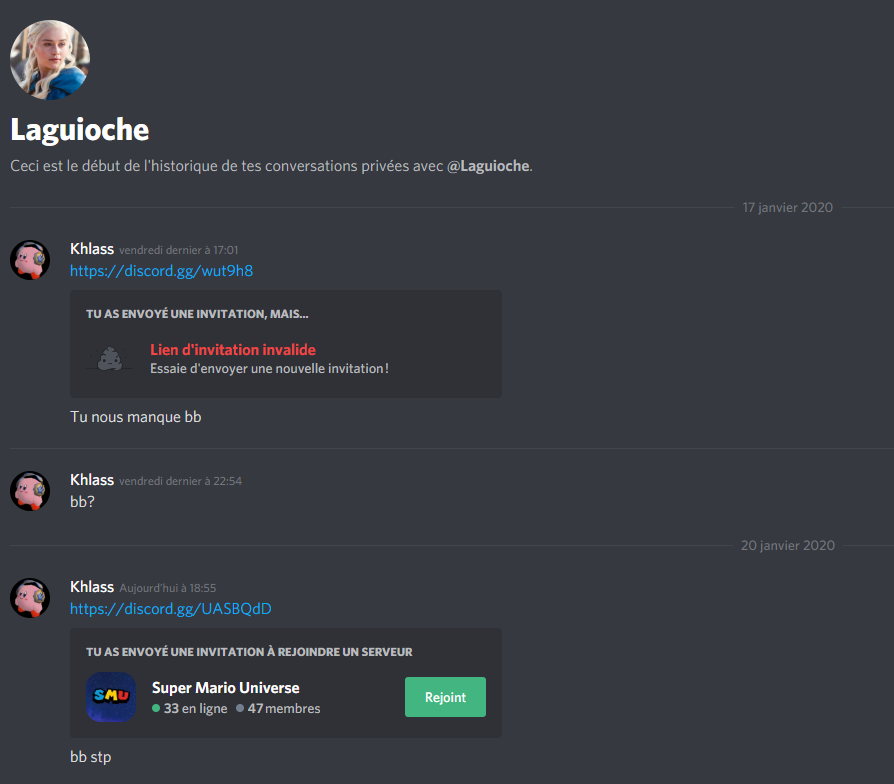 Laguioche
Ceci est le début de l'historique de tes conversations privées avec @Laguioche.
17 janvier 2020
Khlass vendredi dernier à 17:01
https://discord.gg/wut9h8
TU AS ENVOYÉ UNE INVITATION, MAIS...
Lien d'invitation invalide
Essaie d'envoyer une nouvelle invitation !
Tu nous manque bb
Khlass vendredi dernier à 22:54
bb?
20 janvier 2020
Khlass Aujourd'hui à 18:55
https://discord.gg/UASBQdD
TU AS ENVOYÉ UNE INVITATION À REJOINDRE UN SERVEUR
SMU
Super Mario Universe
33 en ligne 47 membres
Rejoint
bb stp